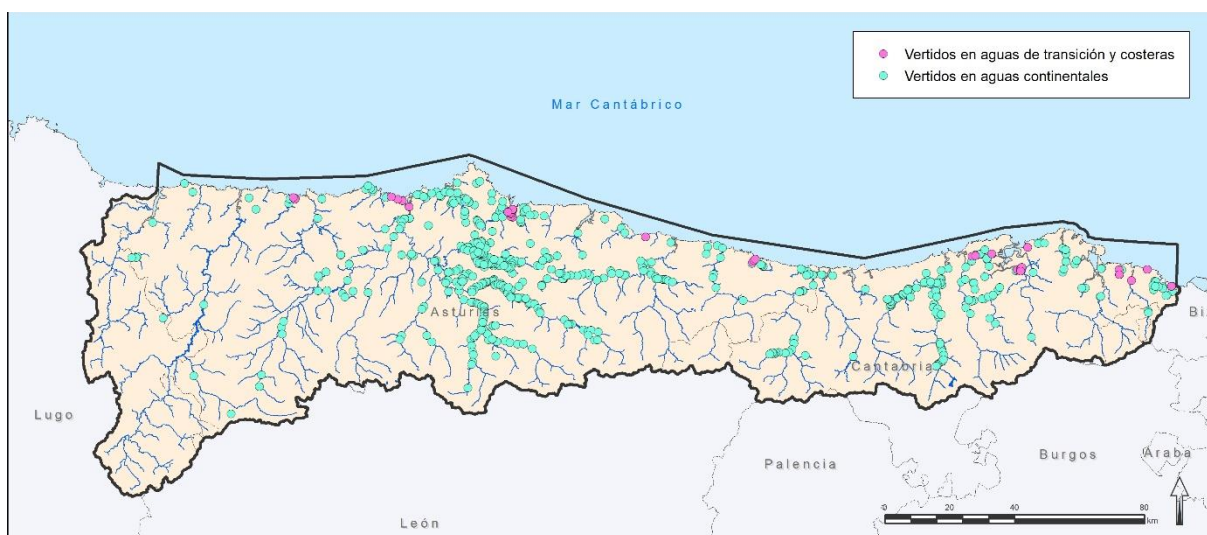 Vertidos en aguas de transición y costeras
Vertidos en aguas continentales
Mar Cantábrico
Asturias
Cantabria
Lugo
León
Palencia
Burgos
Araba
Bi
0 20 40 80
km